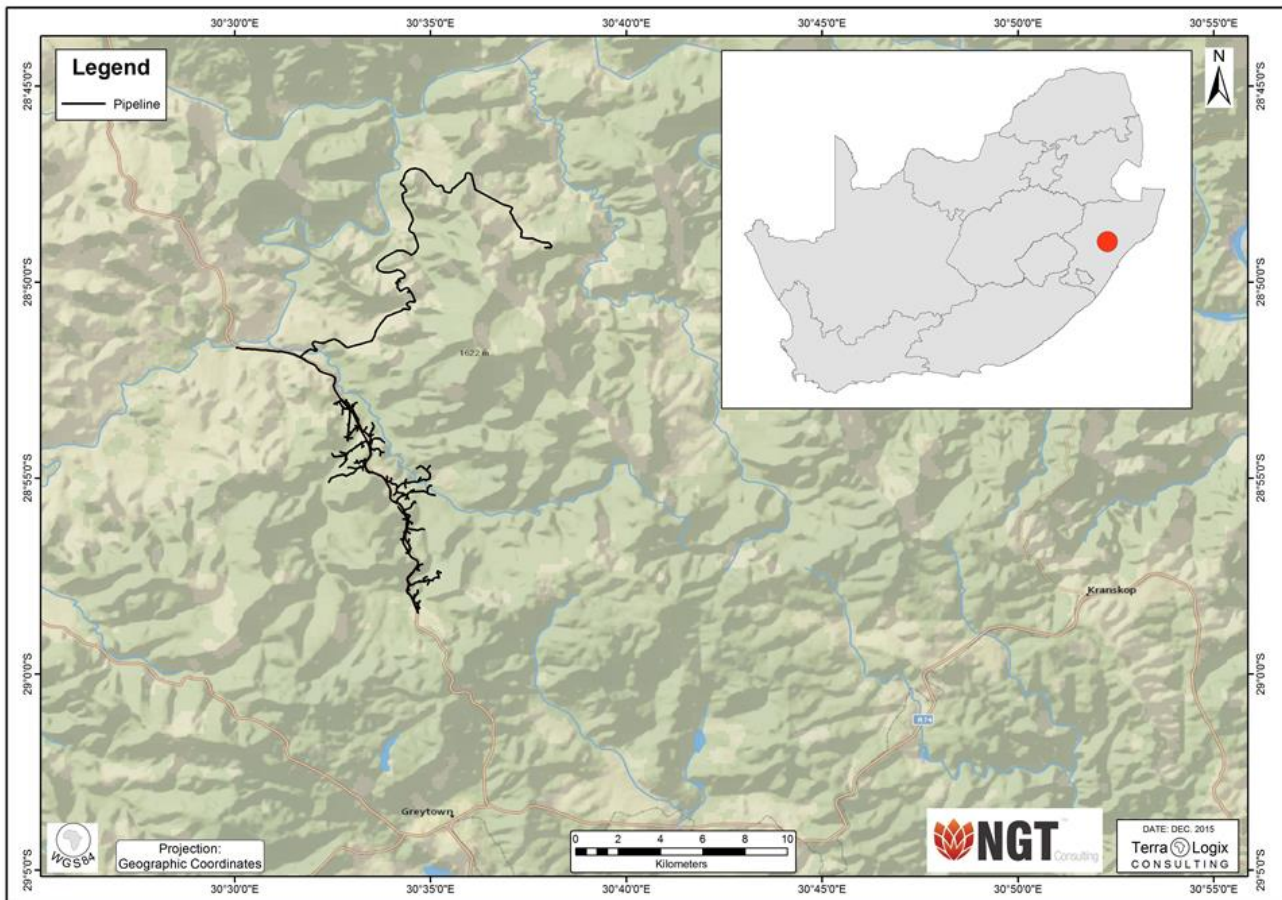 30°30'0"E
30°35'0"E
30°40'0"E
30°45'0"E
30°50'0"E
30°55'0"E
Legend
Pipeline
N
28°45'0"S
28°45'0"S
28°50'0"S
28°50'0"S
1622 m
28°55'0"S
28°55'0"S
Kranskop
29°0'0"S
29°0'0"S
R74
Greytown
WGS84
Projection:
Geographic Coordinates
0 2 4 6 8 10
Kilometers
NGT Consulting
DATE: DEC. 2015
Terra Logix
CONSULTING
29°5'0"S
29°5'0"S
30°30'0"E
30°35'0"E
30°40'0"E
30°45'0"E
30°50'0"E
30°55'0"E